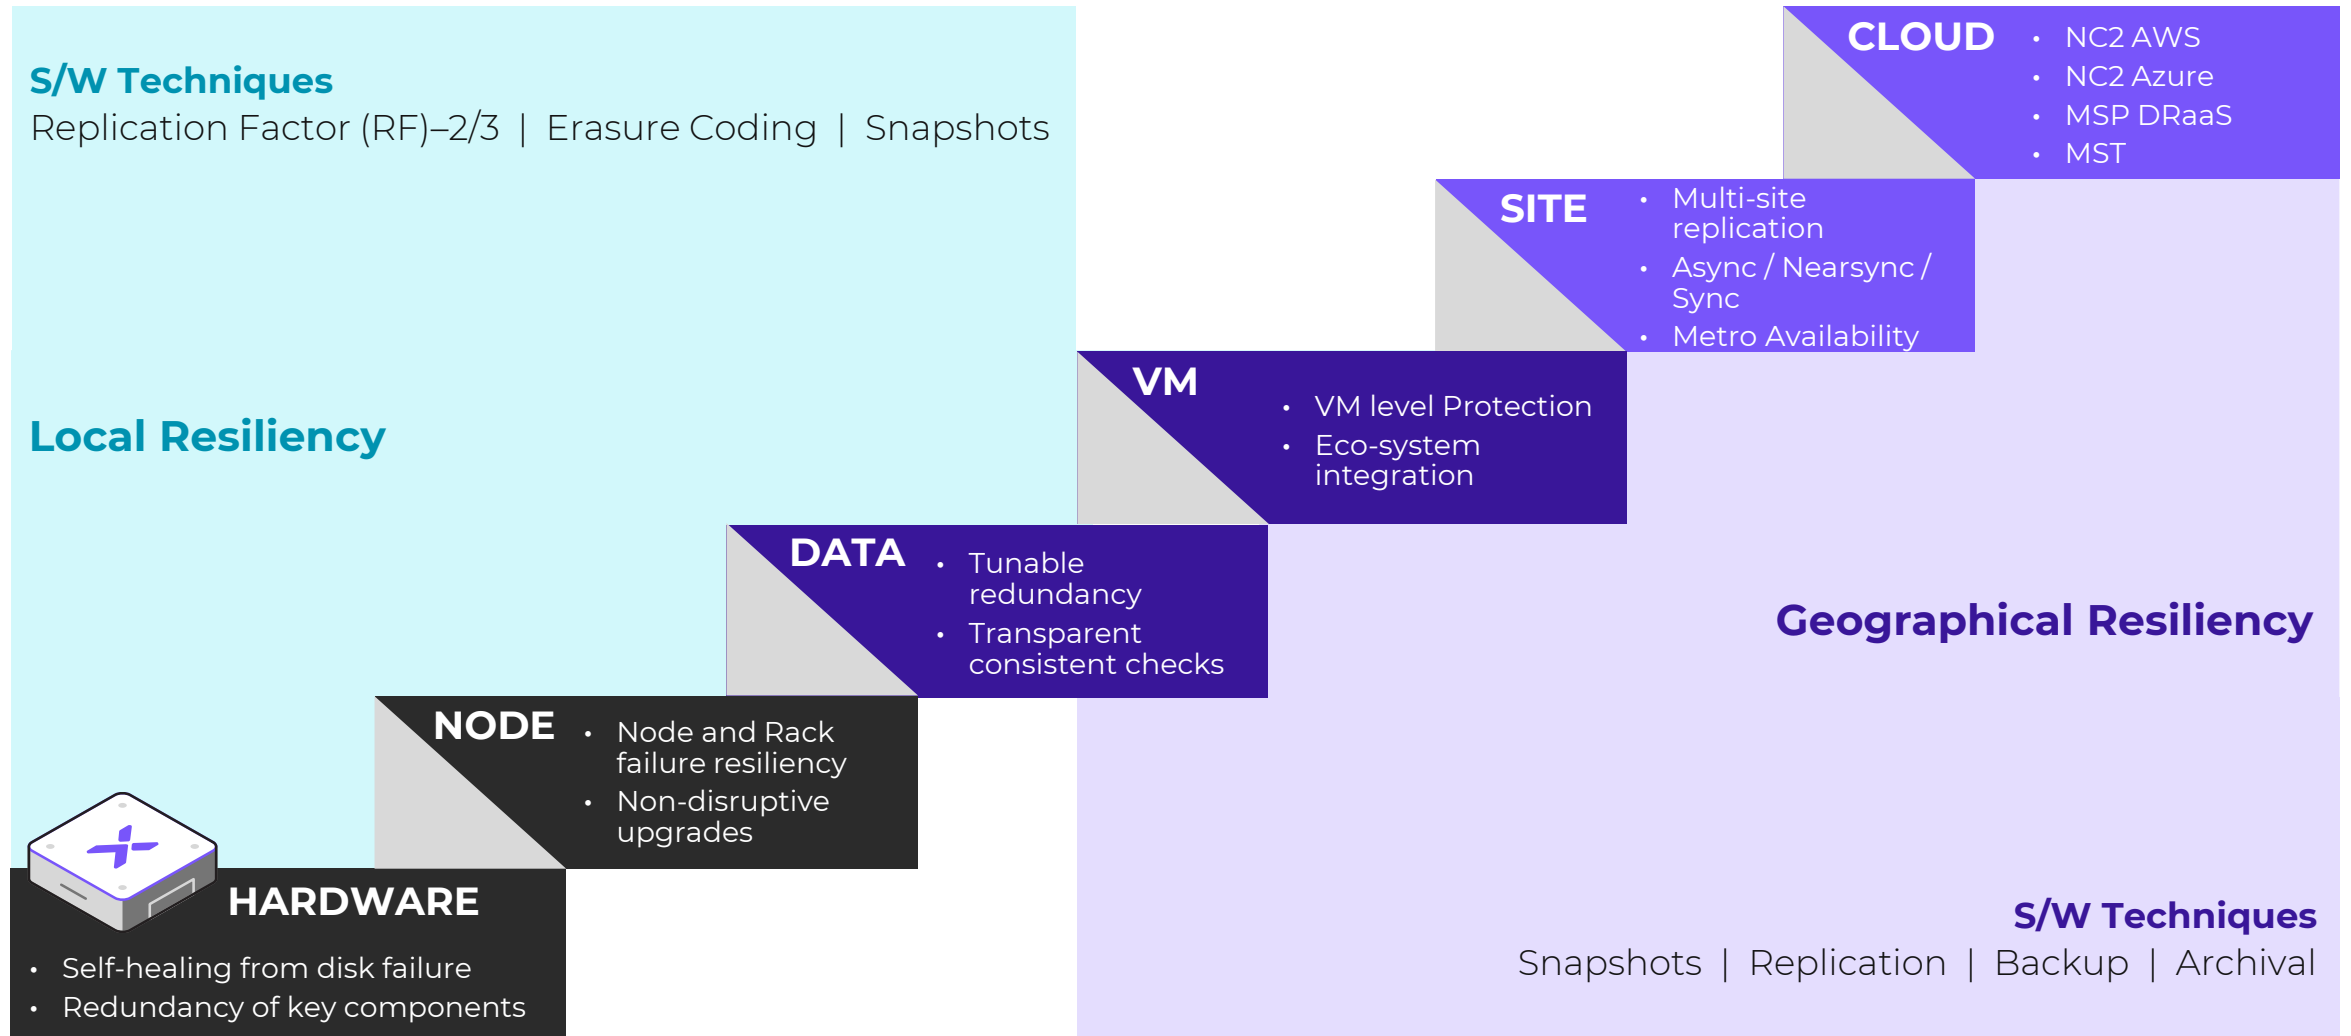 S/W Techniques
Replication Factor (RF)–2/3 | Erasure Coding | Snapshots
Local Resiliency
CLOUD
• NC2 AWS
• NC2 Azure
• MSP DRaaS
• MST
SITE
• Multi-site
replication
• Async / Nearsync /
Sync
• Metro Availability
VM
• VM level Protection
• Eco-system
integration
DATA
• Tunable
redundancy
• Transparent
consistent checks
NODE
• Node and Rack
failure resiliency
• Non-disruptive
upgrades
HARDWARE
• Self-healing from disk failure
• Redundancy of key components
Geographical Resiliency
S/W Techniques
Snapshots | Replication | Backup | Archival